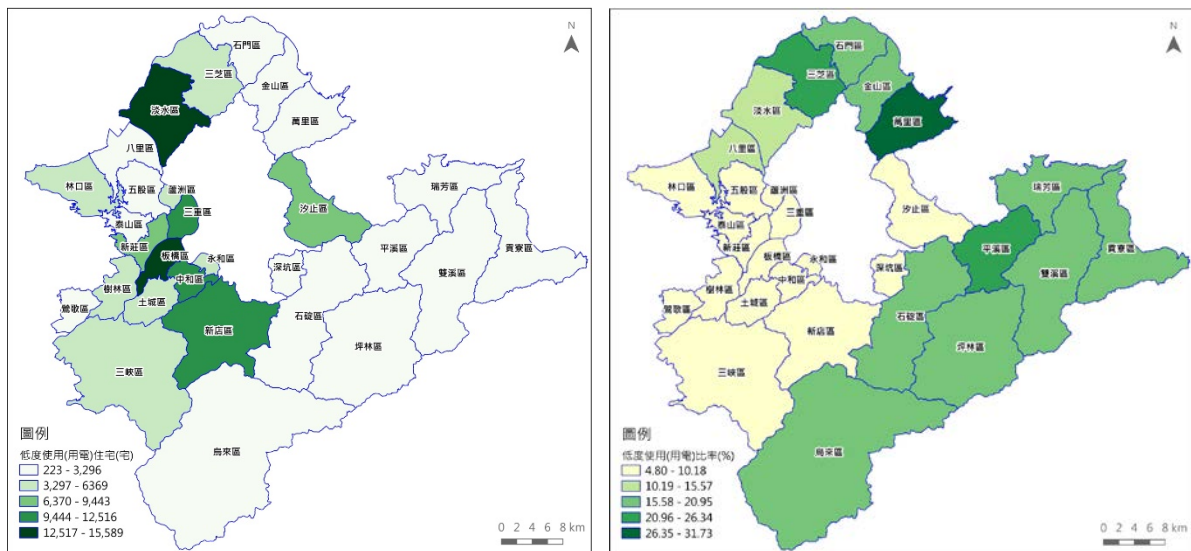 N
石門區
三芝區
金山區
淡水區
萬里區
八里區
林口區
五股區
蘆洲區
瑞芳區
三重區
汐止區
泰山區
新莊區
平溪區
貢寮區
板橋區
永和區
雙溪區
深坑區
中和區
樹林區
鶯歌區
土城區
石碇區
新店區
坪林區
三峽區
烏來區
圖例
低度使用(用電)住宅(宅)
223 - 3,296
3,297 - 6369
6,370 - 9,443
9,444 - 12,516
12,517 - 15,589
0 2 4 6 8 km
N
石門區
三芝區
金山區
淡水區
萬里區
八里區
林口區
五股區
蘆洲區
瑞芳區
三重區
汐止區
泰山區
新莊區
平溪區
貢寮區
板橋區
永和區
雙溪區
深坑區
中和區
樹林區
鶯歌區
土城區
石碇區
新店區
坪林區
三峽區
烏來區
圖例
低度使用(用電)比率(%)
4.80 - 10.18
10.19 - 15.57
15.58 - 20.95
20.96 - 26.34
26.35 - 31.73
0 2 4 6 8 km